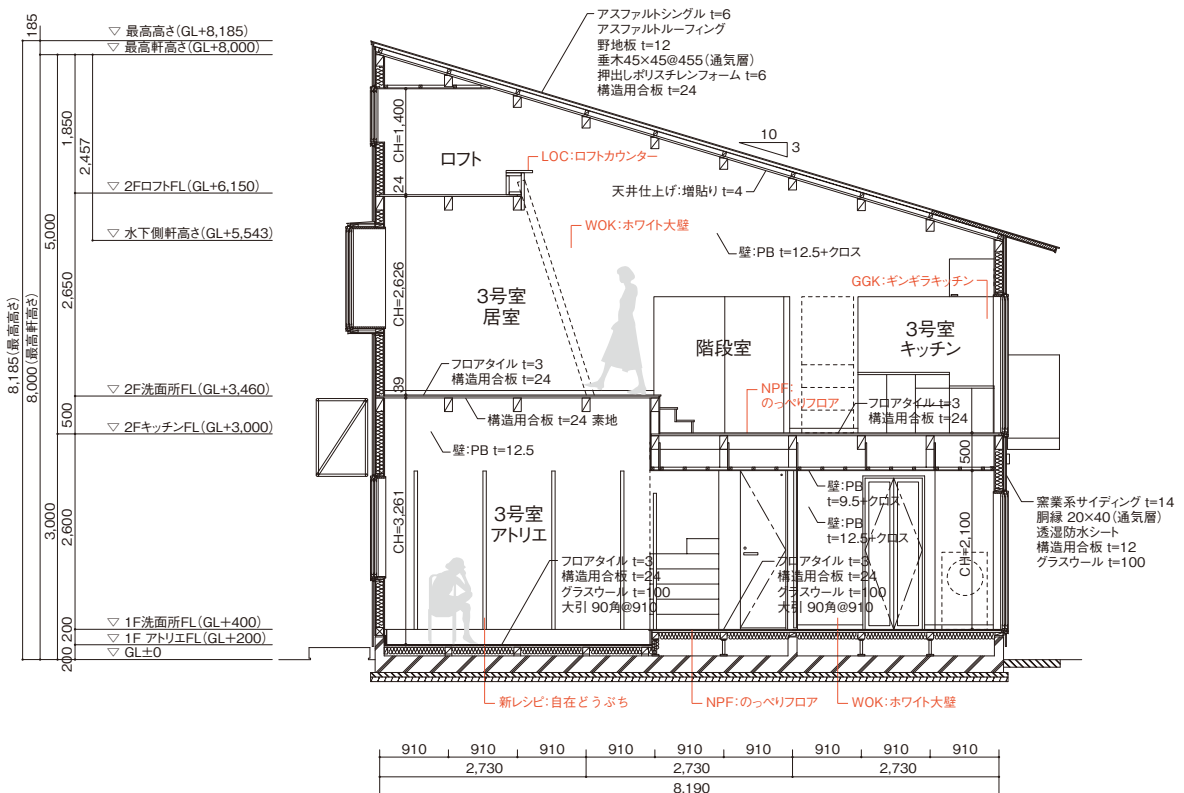 185
▽ 最高高さ(GL+8,185)
▽ 最高軒高さ(GL+8,000)
アスファルトシングル t=6
アスファルトルーフィング
野地板 t=12
垂木45×45@455(通気層)
押出しポリスチレンフォーム t=6
構造用合板 t=24
1,850
2,457
CH=1,400
ロフト
LOC:ロフトカウンター
10
3
24
▽ 2FロフトFL(GL+6,150)
天井仕上げ:増貼り t=4
▽ 水下側軒高さ(GL+5,543)
WOK:ホワイト大壁
壁:PB t=12.5+クロス
5,000
2,650
CH=2,626
3号室
居室
GGK:ギンギラキッチン
階段室
3号室
キッチン
8,185(最高高さ)
8,000(最高軒高さ)
39
▽ 2F洗面所FL(GL+3,460)
フロアタイル t=3
構造用合板 t=24
NPF:
のっぺりフロア
フロアタイル t=3
構造用合板 t=24
500
▽ 2FキッチンFL(GL+3,000)
構造用合板 t=24 素地
壁:PB t=12.5
500
壁:PB
t=9.5+クロス
壁:PB
t=12.5+クロス
窯業系サイディング t=14
胴縁 20×40(通気層)
透湿防水シート
構造用合板 t=12
グラスウール t=100
3,000
2,600
CH=3,261
3号室
アトリエ
CH=2,100
フロアタイル t=3
構造用合板 t=24
グラスウール t=100
大引 90角@910
フロアタイル t=3
構造用合板 t=24
グラスウール t=100
大引 90角@910
▽ 1F洗面所FL(GL+400)
200
▽ 1F アトリエFL(GL+200)
200
▽ GL±0
新レシピ:自在どうぶち
NPF:のっぺりフロア
WOK:ホワイト大壁
910 910 910 910 910 910 910 910 910
2,730 2,730 2,730
8,190